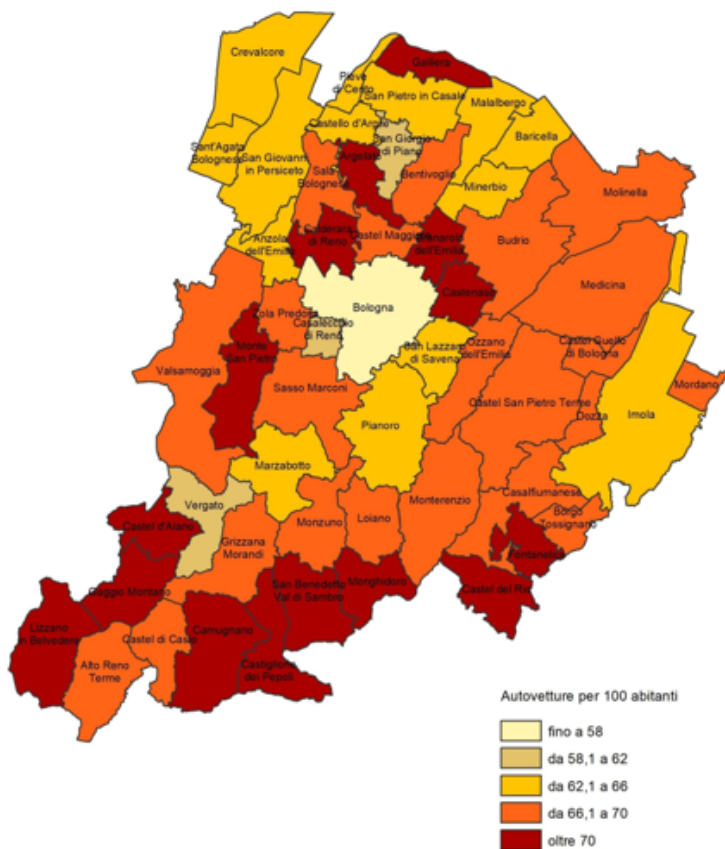 Crevalcore
Galliera
Pieve
di Cento
San Pietro in Casale
Malalbergo
Castello d'Argile
Baricella
Sant'Agata
Bolognese
San Giovanni
in Persiceto
San Giorgio
di Piano
Argelato
Sala
Bolognese
Bentivoglio
Minerbio
Molinella
Anzola
dell'Emilia
Calderara
di Reno
Castel Maggiore
Granarolo
dell'Emilia
Budrio
Castenaso
Medicina
Bologna
Zola Predosa
Casalecchio
di Reno
Monte
San Pietro
San Lazzaro
di Savena
Ozzano
dell'Emilia
Castel Guelfo
di Bologna
Valsamoggia
Sasso Marconi
Castel San Pietro Terme
Mordano
Dozza
Imola
Pianoro
Marzabotto
Vergato
Monterenzio
Casalfiumanese
Borgo
Tossignano
Castel d'Aiano
Monzuno
Loiano
Grizzana
Morandi
Fontanelice
Gaggio Montano
San Benedetto
Val di Sambro
Monghidoro
Castel del Rio
Lizzano
in Belvedere
Castel di Casio
Camugnano
Alto Reno
Terme
Castiglione
dei Pepoli
Autovetture per 100 abitanti
fino a 58
da 58,1 a 62
da 62,1 a 66
da 66,1 a 70
oltre 70